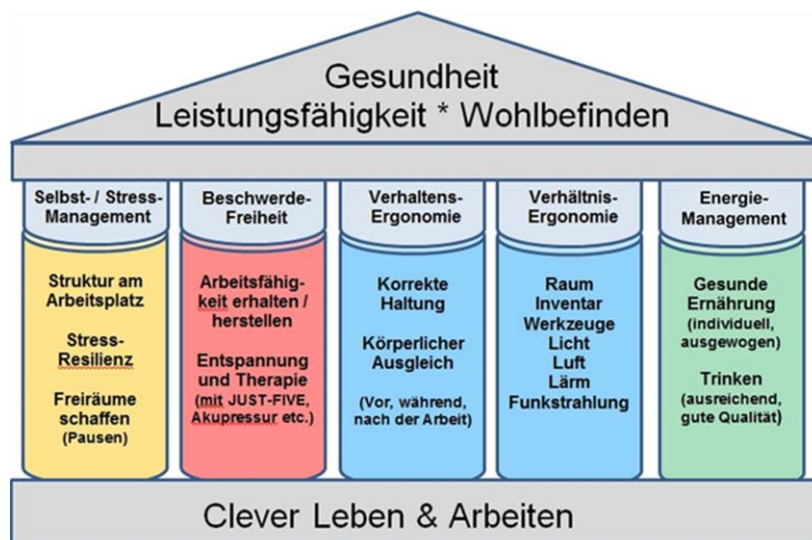 Gesundheit
Leistungsfähigkeit * Wohlbefinden
Selbst- / Stress-
Management
Struktur am
Arbeitsplatz
Stress-
Resilienz
Freiräume
schaffen
(Pausen)
Beschwerde-
Freiheit
Arbeitsfähig-
keit erhalten /
herstellen
Entspannung
und Therapie
(mit JUST-FIVE,
Akupressur etc.)
Verhaltens-
Ergonomie
Korrekte
Haltung
Körperlicher
Ausgleich
(Vor, während,
nach der Arbeit)
Verhältnis-
Ergonomie
Raum
Inventar
Werkzeuge
Licht
Luft
Lärm
Funkstrahlung
Energie-
Management
Gesunde
Ernährung
(individuell,
ausgewogen)
Trinken
(ausreichend,
gute Qualität)
Clever Leben & Arbeiten